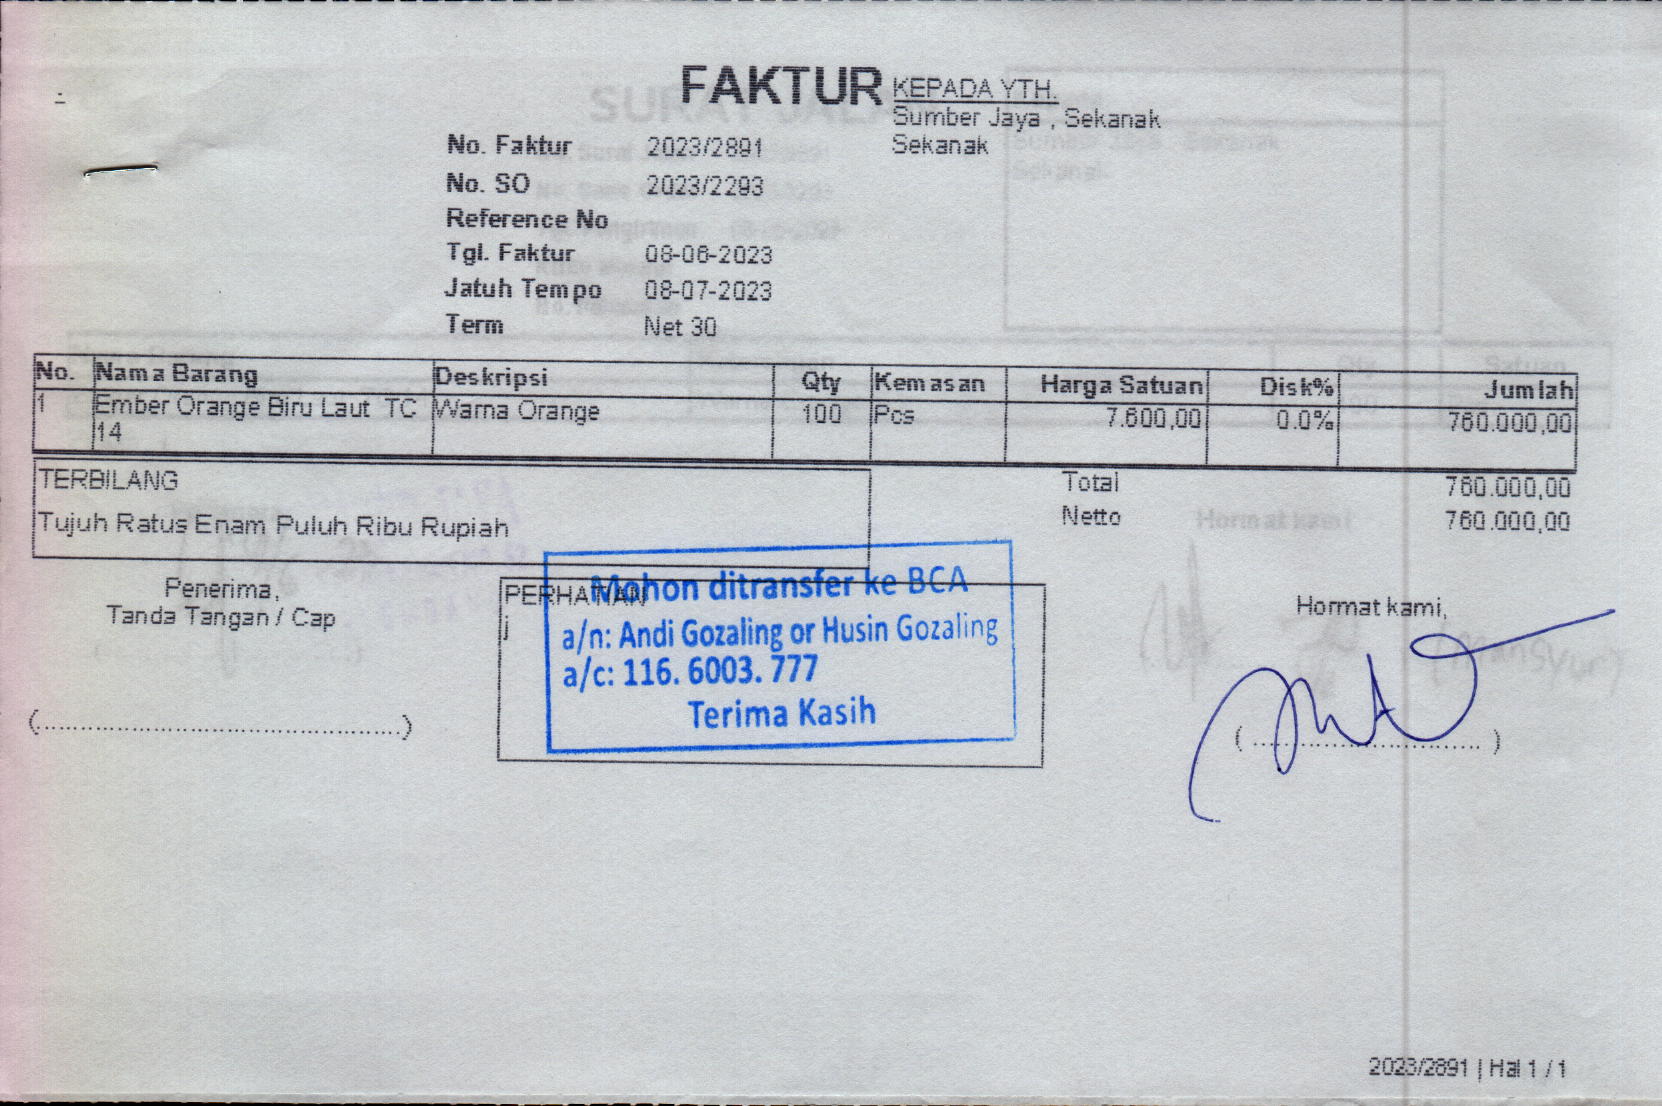 FAKTUR
KEPADA YTH.
Sumber Jaya , Sekanak
Sekanak
No. Faktur 2023/2891
No. SO 2023/2293
Reference No
Tgl. Faktur 08-06-2023
Jatuh Tempo 08-07-2023
Term Net 30
No. Nama Barang Deskripsi Qty Kemasan Harga Satuan Disk% Jumlah
1 Ember Orange Biru Laut TC Warna Orange 100 Pcs 7.600,00 0.0% 760.000,00
14
TERBILANG
Tujuh Ratus Enam Puluh Ribu Rupiah
Total 760.000,00
Netto 760.000,00
Penerima,
Tanda Tangan / Cap
(..............................................)
PERHATIAN
j
Mohon ditransfer ke BCA
a/n: Andi Gozaling or Husin Gozaling
a/c: 116. 6003. 777
Terima Kasih
Hormat kami,
( .............................. )
2023/2891 | Hal 1 / 1